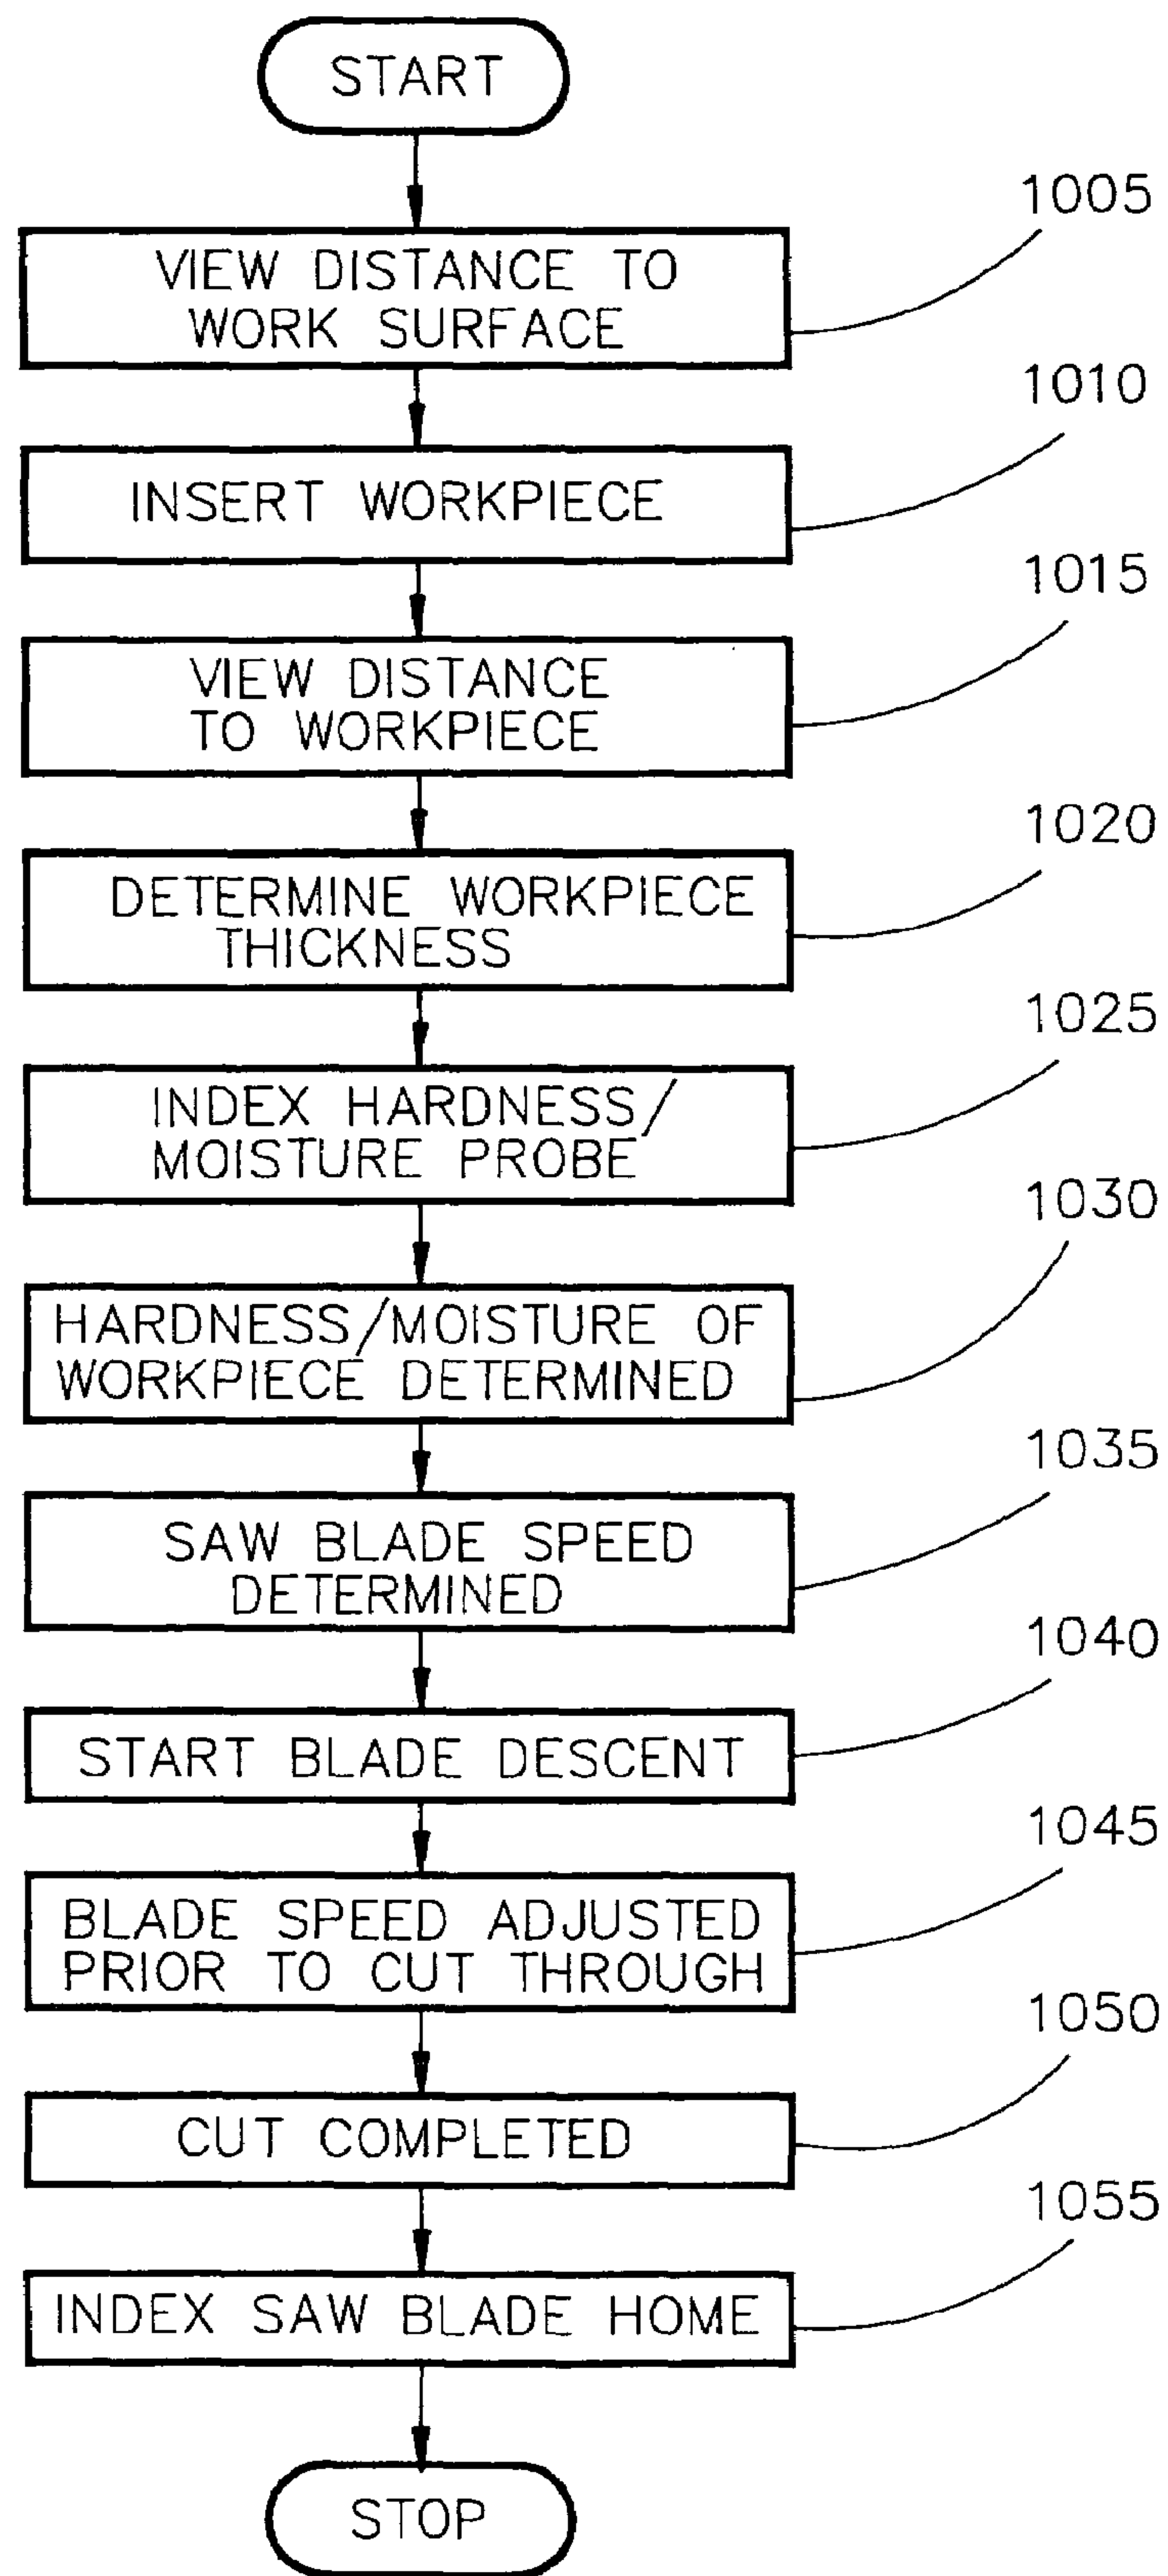 START
1005
VIEW DISTANCE TO
WORK SURFACE
1010
INSERT WORKPIECE
1015
VIEW DISTANCE
TO WORKPIECE
1020
DETERMINE WORKPIECE
THICKNESS
1025
INDEX HARDNESS/
MOISTURE PROBE
1030
HARDNESS/MOISTURE OF
WORKPIECE DETERMINED
1035
SAW BLADE SPEED
DETERMINED
1040
START BLADE DESCENT
1045
BLADE SPEED ADJUSTED
PRIOR TO CUT THROUGH
1050
CUT COMPLETED
1055
INDEX SAW BLADE HOME
STOP